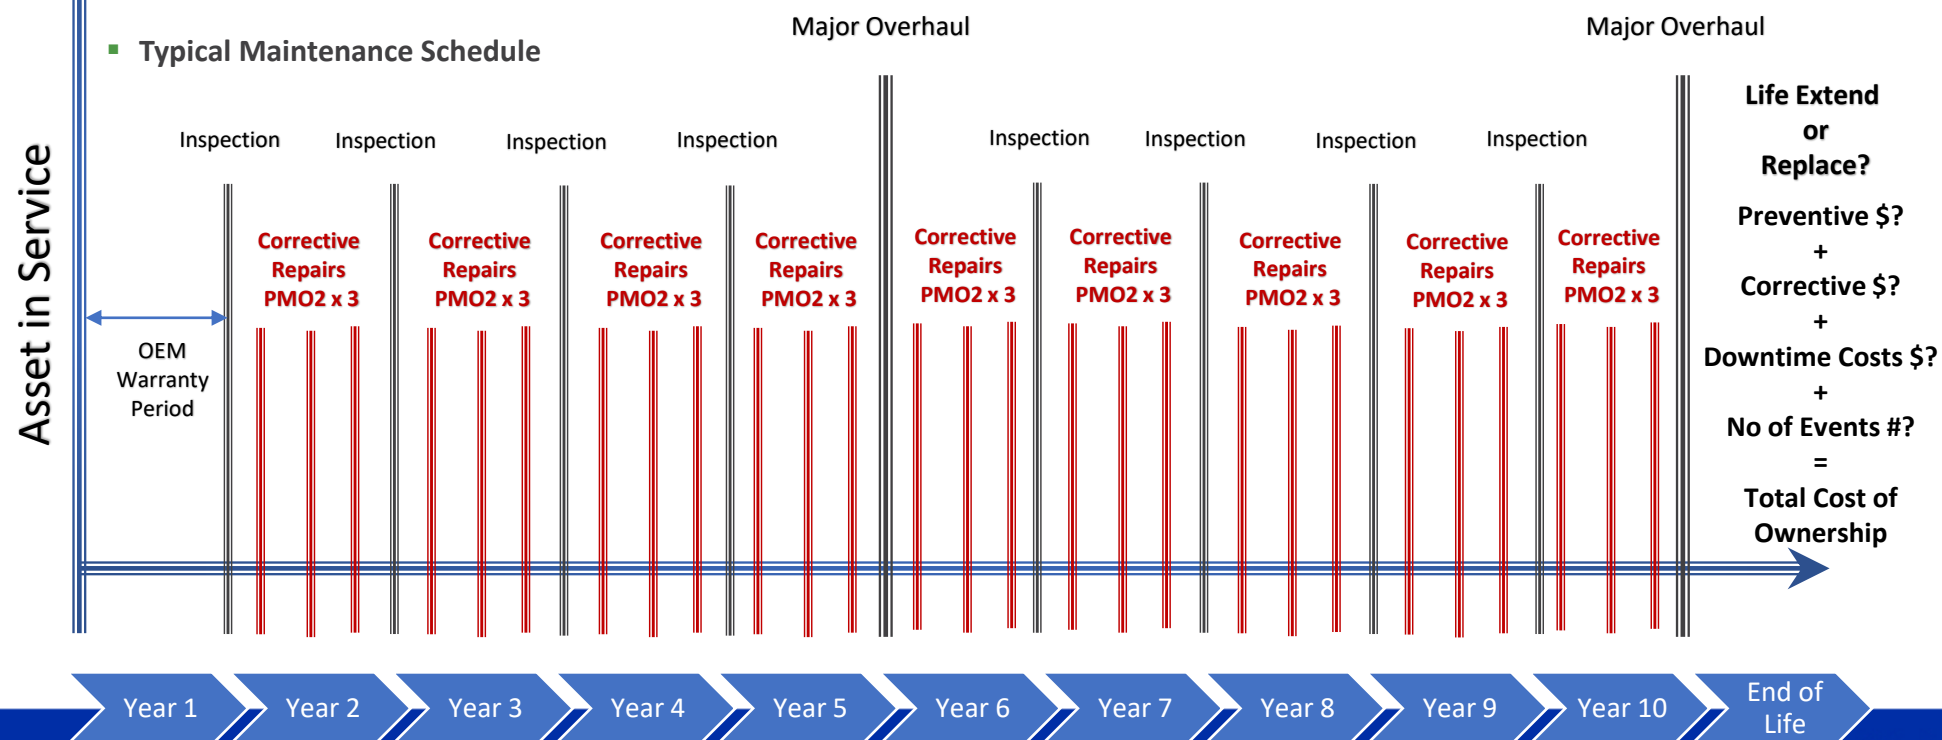 Major Overhaul
Major Overhaul
▪ Typical Maintenance Schedule
Asset in Service
Inspection
Inspection
Inspection
Inspection
Inspection
Inspection
Inspection
Inspection
Corrective
Repairs
PMO2 x 3
Corrective
Repairs
PMO2 x 3
Corrective
Repairs
PMO2 x 3
Corrective
Repairs
PMO2 x 3
Corrective
Repairs
PMO2 x 3
Corrective
Repairs
PMO2 x 3
Corrective
Repairs
PMO2 x 3
Corrective
Repairs
PMO2 x 3
Corrective
Repairs
PMO2 x 3
OEM
Warranty
Period
Life Extend
or
Replace?
Preventive $?
+
Corrective $?
+
Downtime Costs $?
+
No of Events #?
=
Total Cost of
Ownership
Year 1
Year 2
Year 3
Year 4
Year 5
Year 6
Year 7
Year 8
Year 9
Year 10
End of
Life